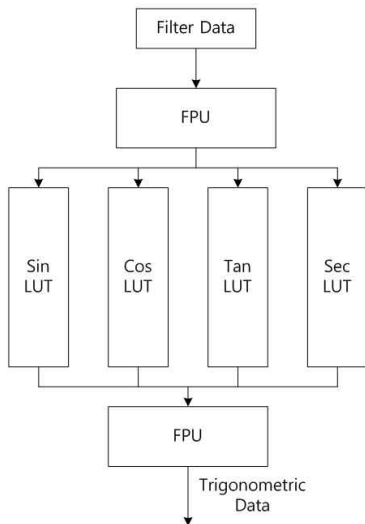 Filter Data
FPU
Sin
LUT
Cos
LUT
Tan
LUT
Sec
LUT
FPU
Trigonometric
Data